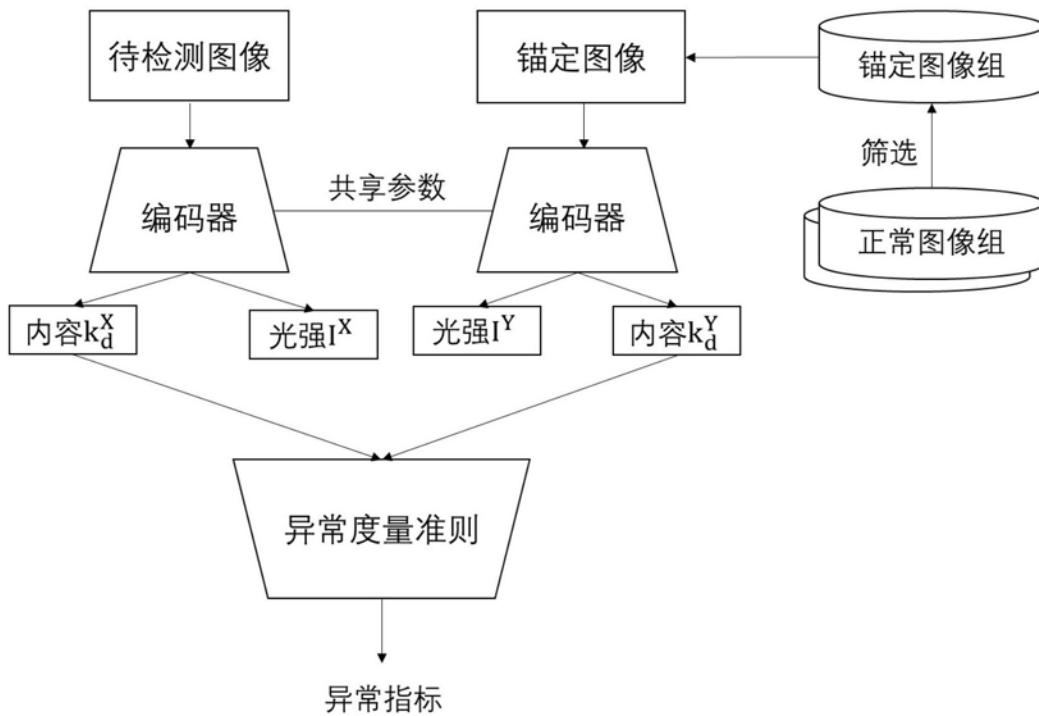 待检测图像
锚定图像
锚定图像组
筛选
共享参数
编码器
编码器
正常图像组
内容k_d^X
光强I^X
光强I^Y
内容k_d^Y
异常度量准则
异常指标